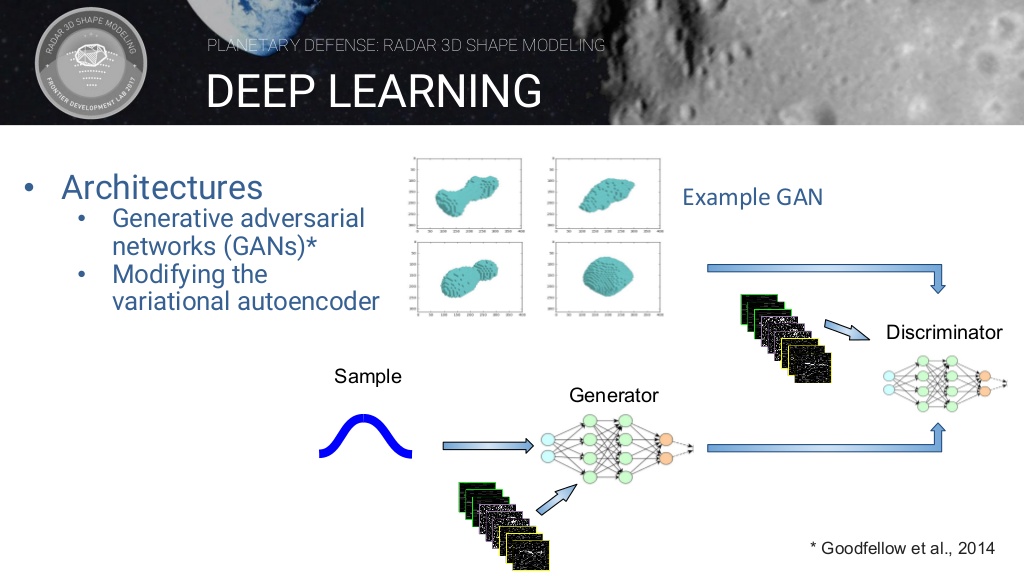 RADAR 3D SHAPE MODELING
FRONTIER DEVELOPMENT LAB 2017
PLANETARY DEFENSE: RADAR 3D SHAPE MODELING
DEEP LEARNING
• Architectures
• Generative adversarial
networks (GANs)*
• Modifying the
variational autoencoder
Example GAN
Discriminator
Sample
Generator
* Goodfellow et al., 2014